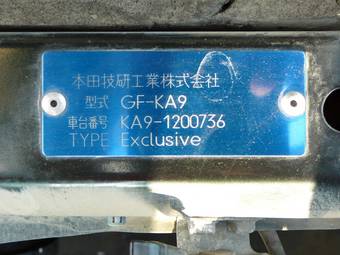 本田技研工業株式会社
型式 GF-KA9
車台番号 KA9-1200736
TYPE Exclusive